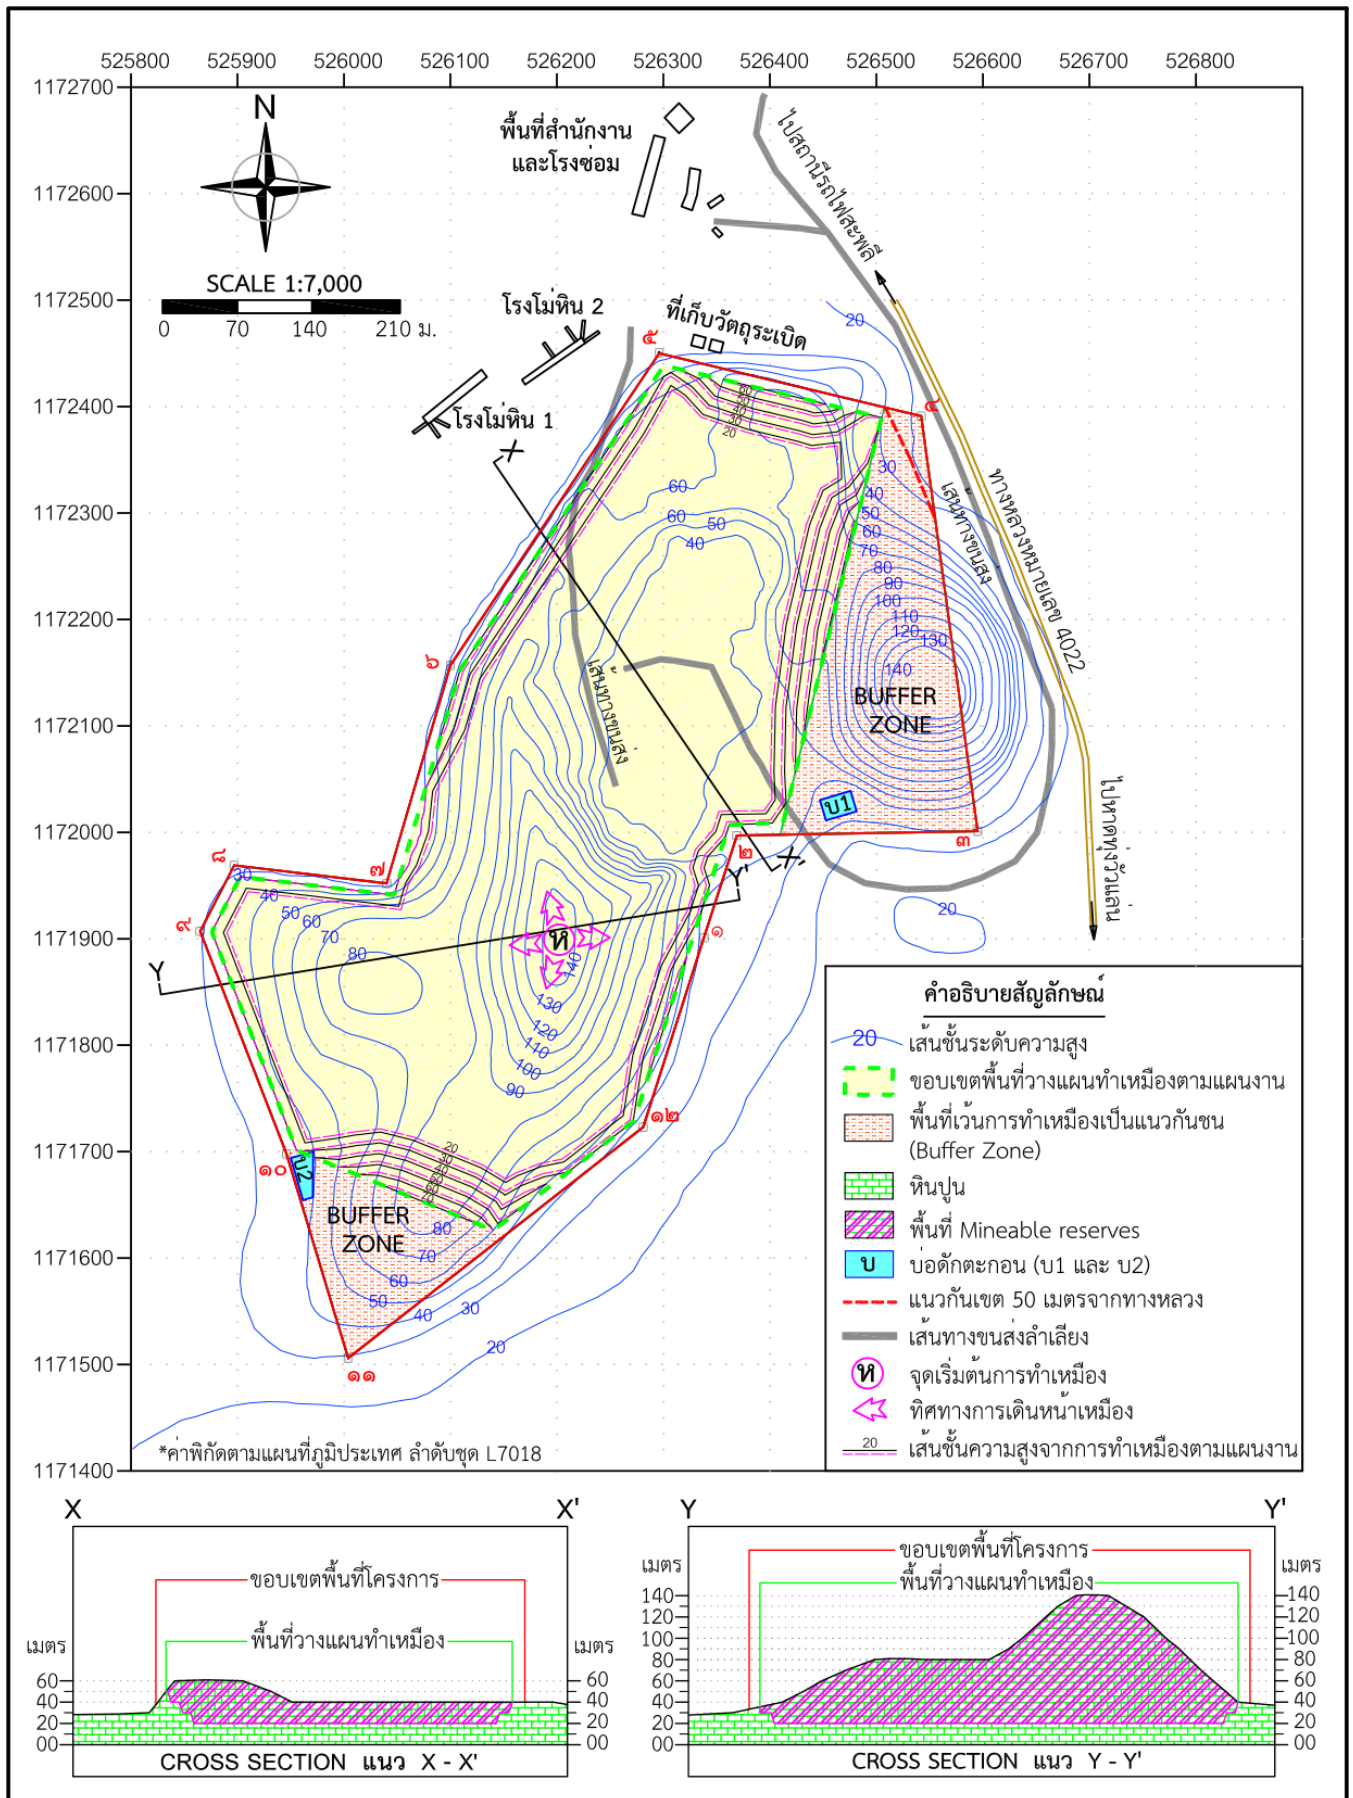 525800 525900 526000 526100 526200 526300 526400 526500 526600 526700 526800
1172700
1172600
1172500
1172400
1172300
1172200
1172100
1172000
1171900
1171800
1171700
1171600
1171500
1171400
N
SCALE 1:7,000
0 70 140 210 ม.
พื้นที่สำนักงาน
และโรงซ่อม
ไปสถานีรถไฟสะพลี
โรงโม่หิน 2
ที่เก็บวัตถุระเบิด
โรงโม่หิน 1
ทางหลวงหมายเลข 4022
เส้นทางขนส่ง
เส้นทางขนส่ง
ไปหาดทุ่งวัวแล่น
๑
๒
๓
๔
๕
๖
๗
๘
๙
๑๐
๑๑
๑๒
X
X'
Y
Y'
20
60
60
50
40
30
40
50
60
70
80
90
100
110
120
130
140
BUFFER
ZONE
บ1
20
20
30
40
50
60
70
80
ห
140
130
120
110
100
90
20
บ2
BUFFER
ZONE
80
70
60
50
40
30
20
*ค่าพิกัดตามแผนที่ภูมิประเทศ ลำดับชุด L7018
คำอธิบายสัญลักษณ์
20 เส้นชั้นระดับความสูง
ขอบเขตพื้นที่วางแผนทำเหมืองตามแผนงาน
พื้นที่เว้นการทำเหมืองเป็นแนวกันชน
(Buffer Zone)
หินปูน
พื้นที่ Mineable reserves
บ บ่อดักตะกอน (บ1 และ บ2)
แนวกันเขต 50 เมตรจากทางหลวง
เส้นทางขนส่งลำเลียง
ห จุดเริ่มต้นการทำเหมือง
ทิศทางการเดินหน้าเหมือง
20 เส้นชั้นความสูงจากการทำเหมืองตามแผนงาน
X X'
ขอบเขตพื้นที่โครงการ
พื้นที่วางแผนทำเหมือง
เมตร เมตร
60 60
40 40
20 20
00 00
CROSS SECTION แนว X - X'
Y Y'
ขอบเขตพื้นที่โครงการ
พื้นที่วางแผนทำเหมือง
เมตร เมตร
140 140
120 120
100 100
80 80
60 60
40 40
20 20
00 00
CROSS SECTION แนว Y - Y'